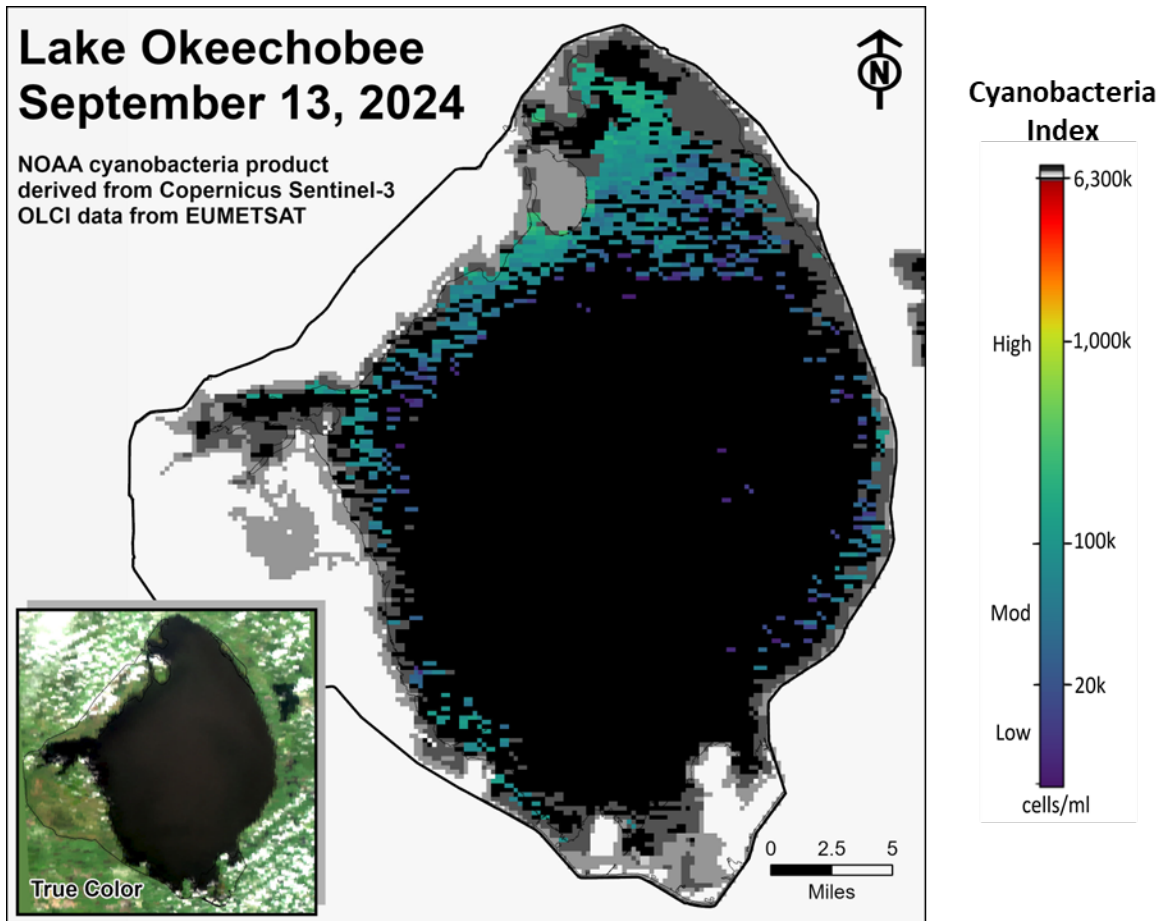 Lake Okeechobee
September 13, 2024
NOAA cyanobacteria product
derived from Copernicus Sentinel-3
OLCI data from EUMETSAT
N
True Color
0 2.5 5
Miles
Cyanobacteria
Index
6,300k
High
1,000k
100k
Mod
20k
Low
cells/ml